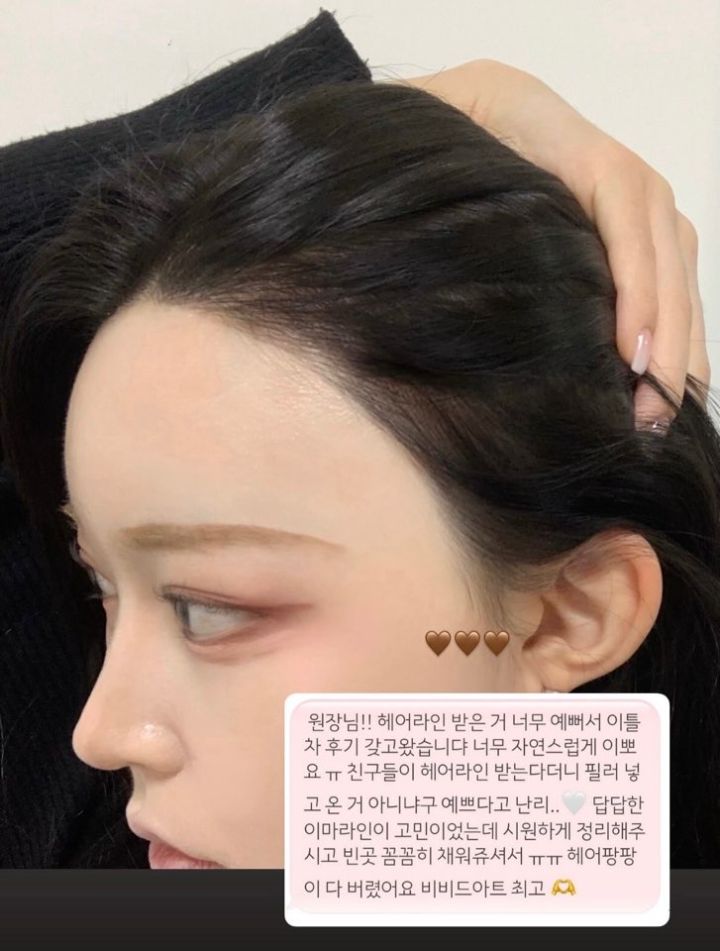 원장님!! 헤어라인 받은 거 너무 예뻐서 이틀
차 후기 갖고왔습니댜 너무 자연스럽게 이뽀
요 ㅠ 친구들이 헤어라인 받는다더니 필러 넣
고 온 거 아니냐구 예쁘다고 난리..🤍 답답한
이마라인이 고민이었는데 시원하게 정리해주
시고 빈곳 꼼꼼히 채워쥬셔서 ㅠㅠ 헤어팡팡
이 다 버렸어요 비비드아트 최고 🫶